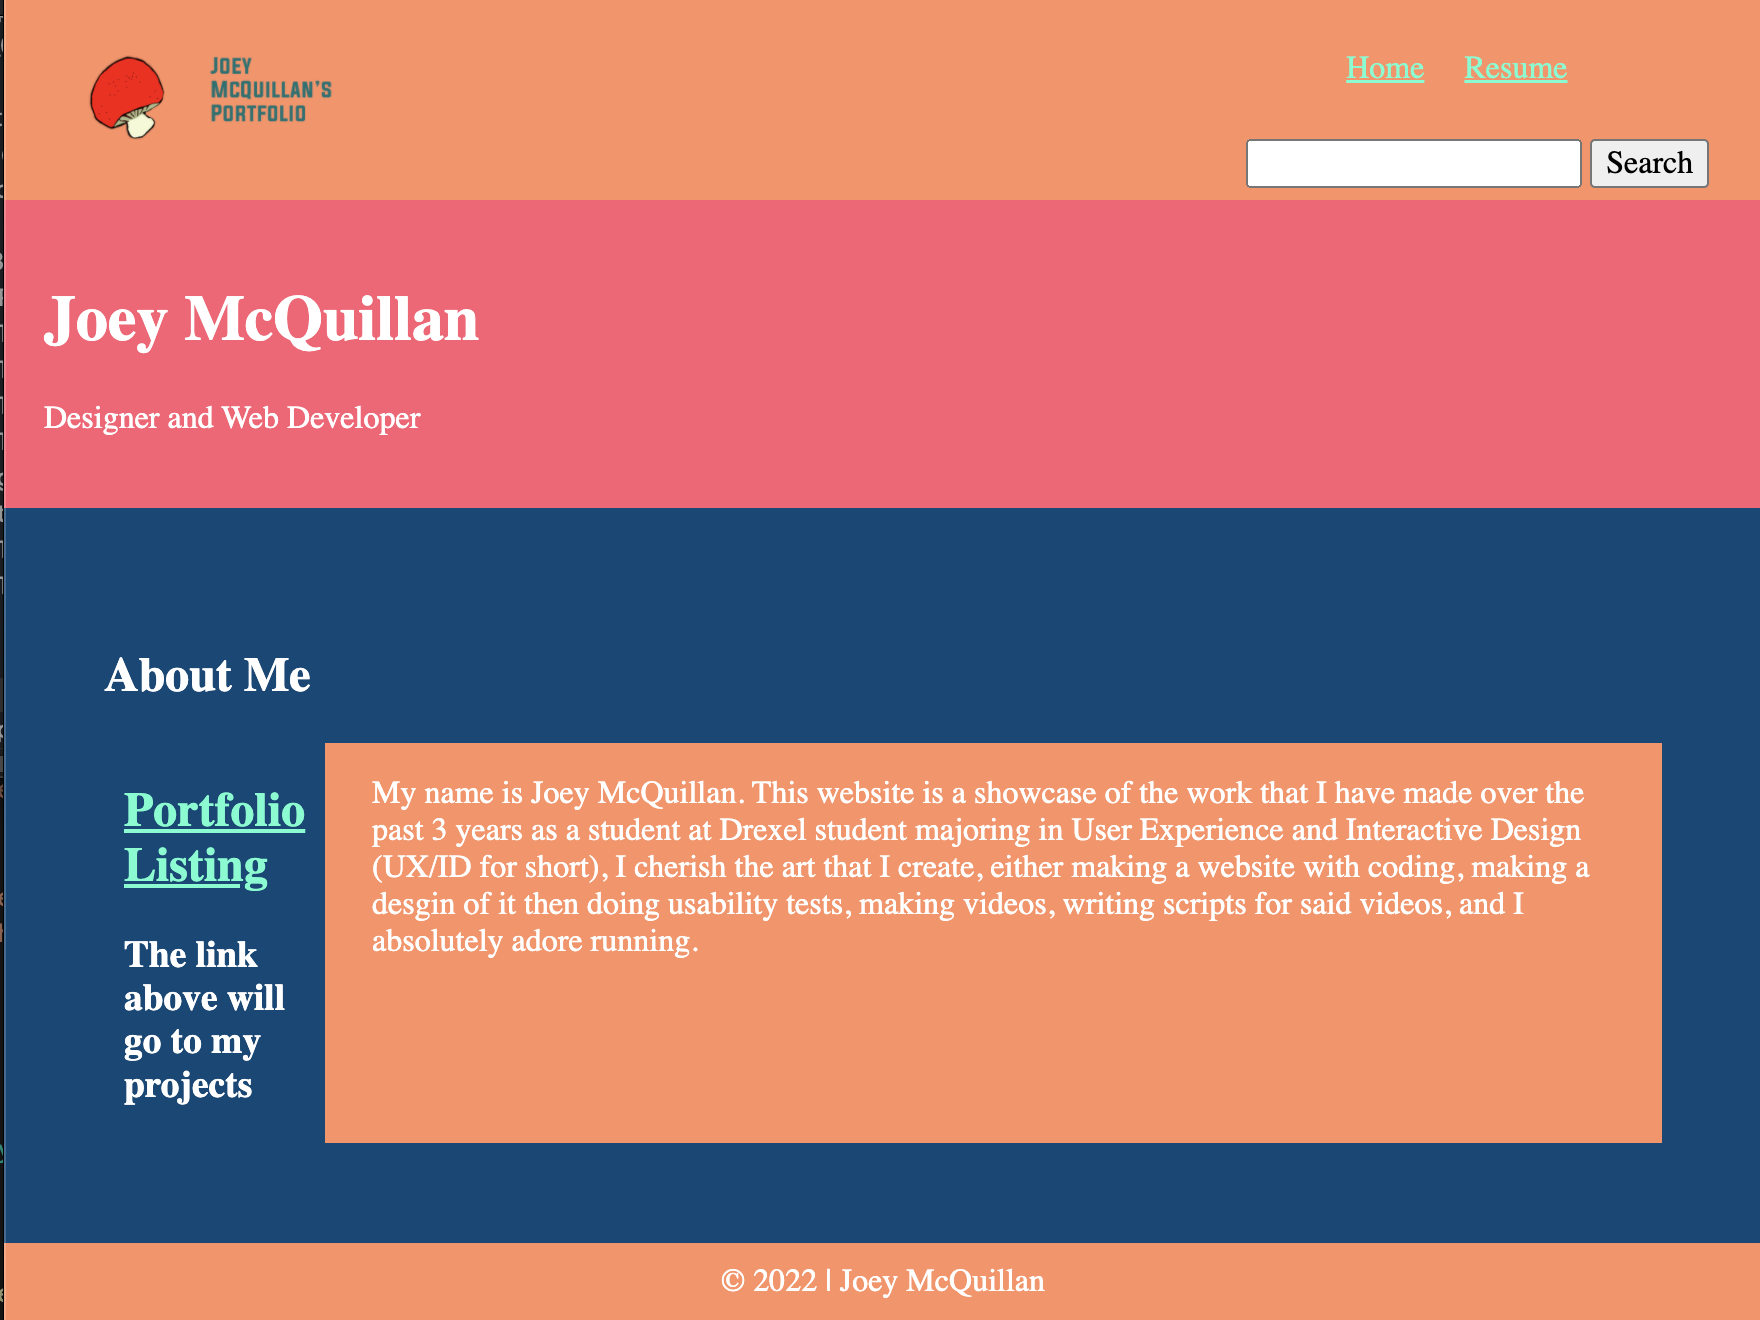 JOEY
MCQUILLAN'S
PORTFOLIO
Home Resume
Search
Joey McQuillan
Designer and Web Developer
About Me
Portfolio
Listing
The link
above will
go to my
projects
My name is Joey McQuillan. This website is a showcase of the work that I have made over the
past 3 years as a student at Drexel student majoring in User Experience and Interactive Design
(UX/ID for short), I cherish the art that I create, either making a website with coding, making a
desgin of it then doing usability tests, making videos, writing scripts for said videos, and I
absolutely adore running.
© 2022 | Joey McQuillan